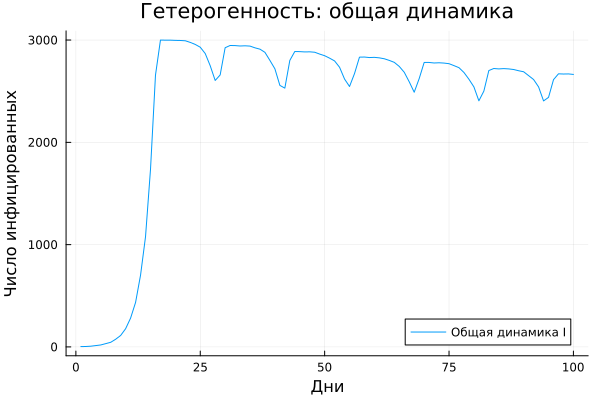 Гетерогенность: общая динамика
Число инфицированных
3000
2000
1000
0
0 25 50 75 100
Дни
Общая динамика I